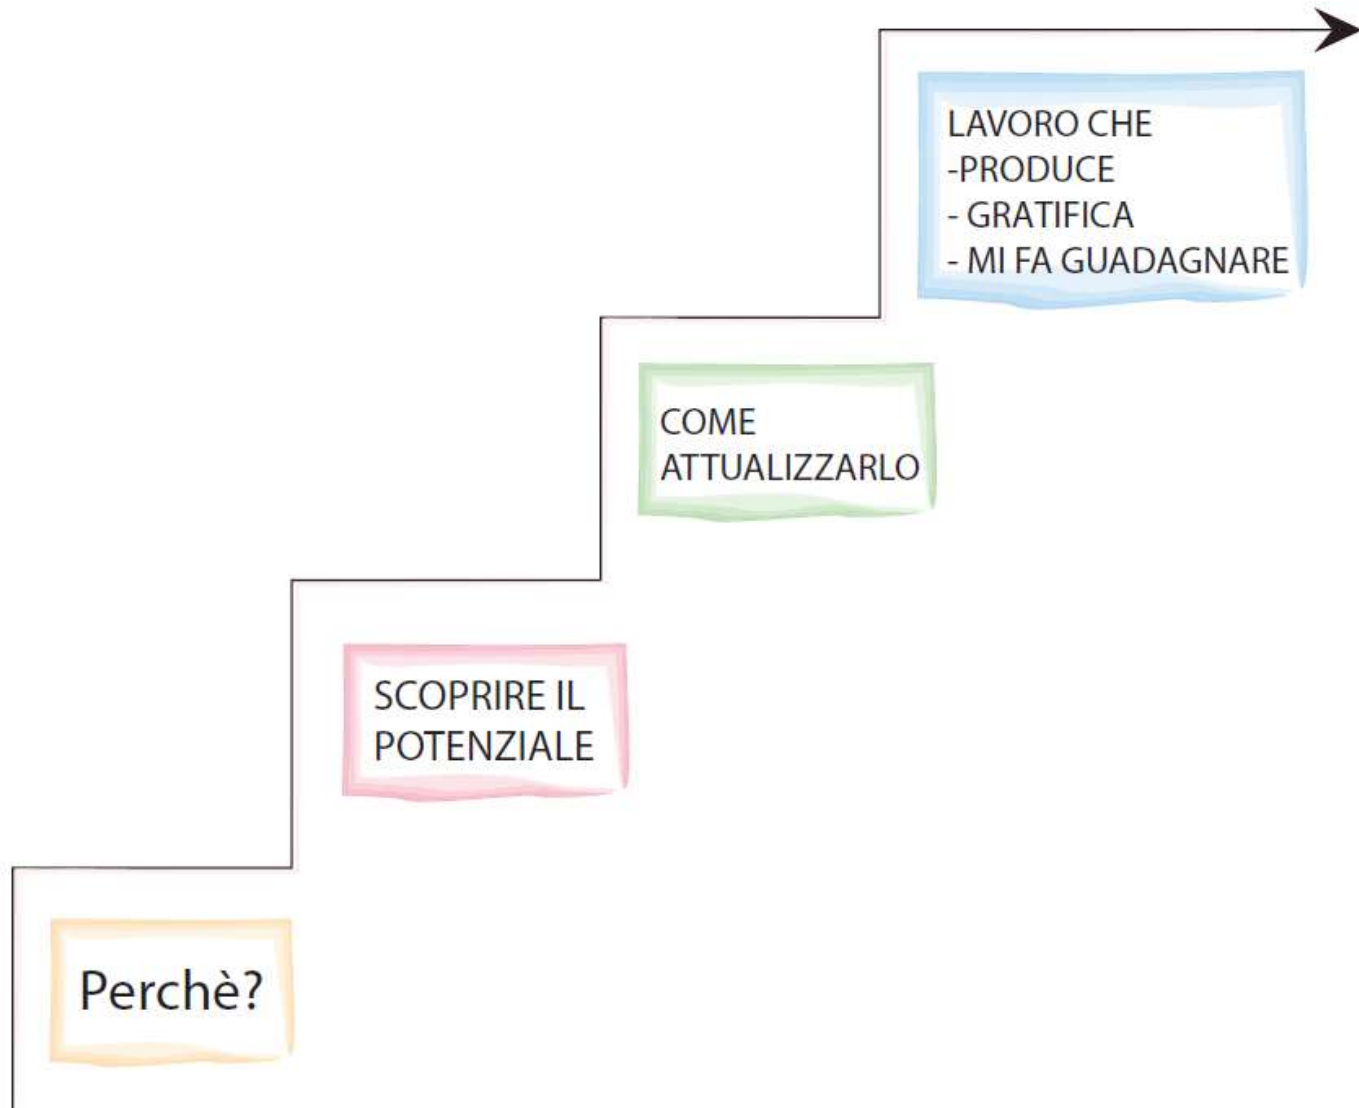 LAVORO CHE
-PRODUCE
- GRATIFICA
- MI FA GUADAGNARE
COME
ATTUALIZZARLO
SCOPRIRE IL
POTENZIALE
Perchè?